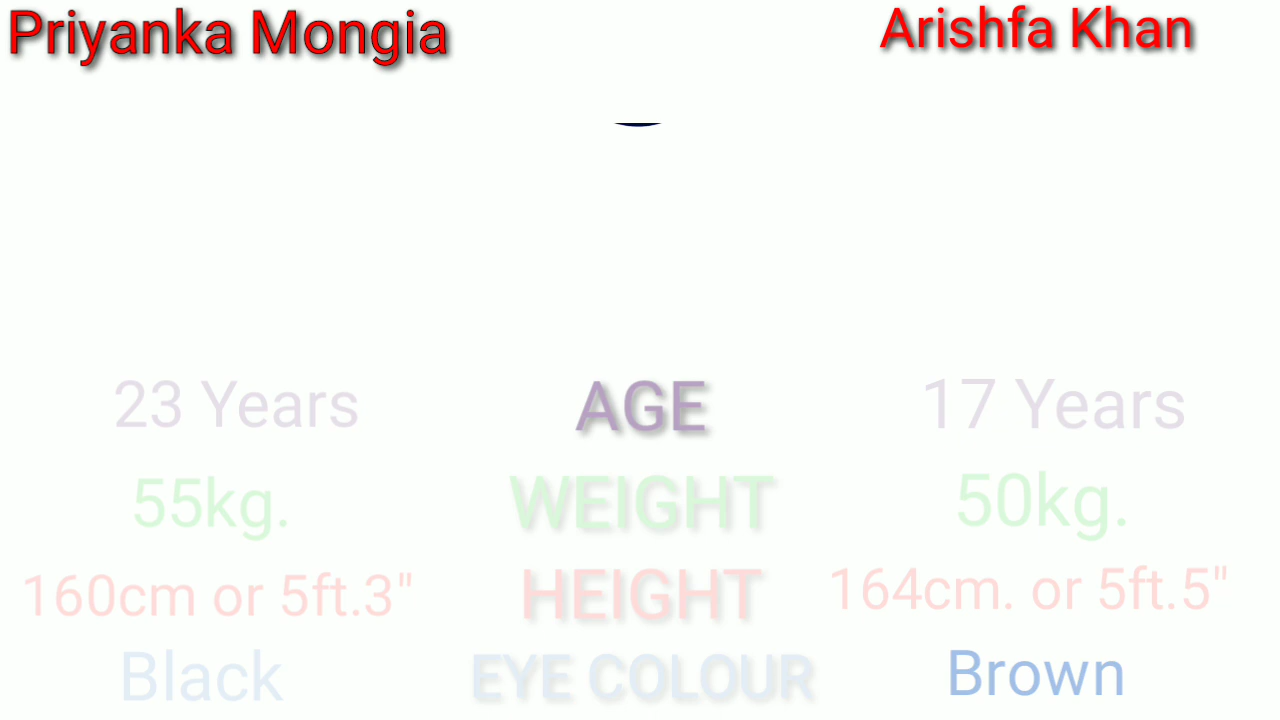 Priyanka Mongia Arishfa Khan
23 Years AGE 17 Years
55kg. WEIGHT 50kg.
160cm or 5ft.3" HEIGHT 164cm. or 5ft.5"
Black EYE COLOUR Brown